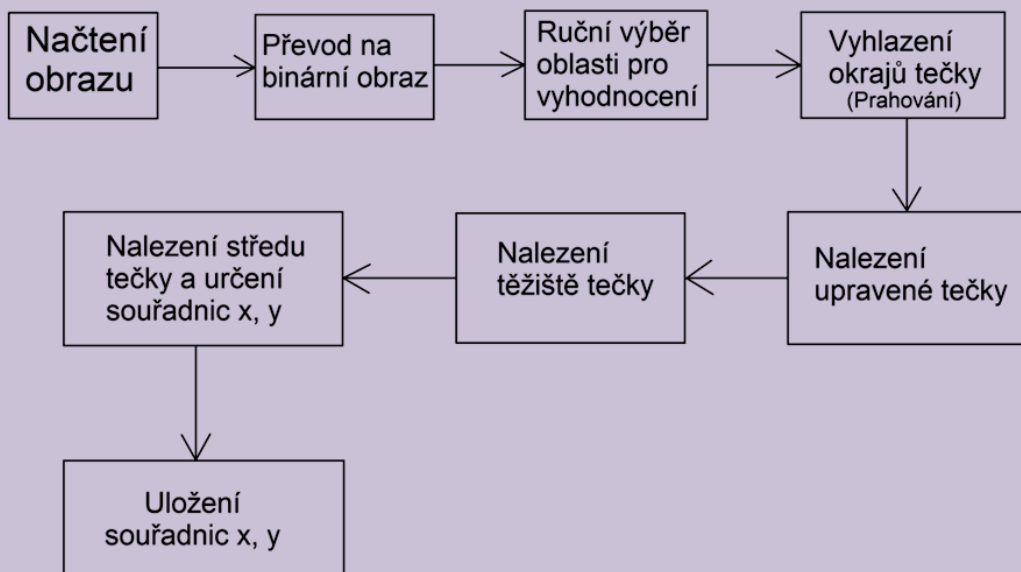 Načtení
obrazu
Převod na
binární obraz
Ruční výběr
oblasti pro
vyhodnocení
Vyhlazení
okrajů tečky
(Prahování)
Nalezení
upravené tečky
Nalezení
těžiště tečky
Nalezení středu
tečky a určení
souřadnic x, y
Uložení
souřadnic x, y